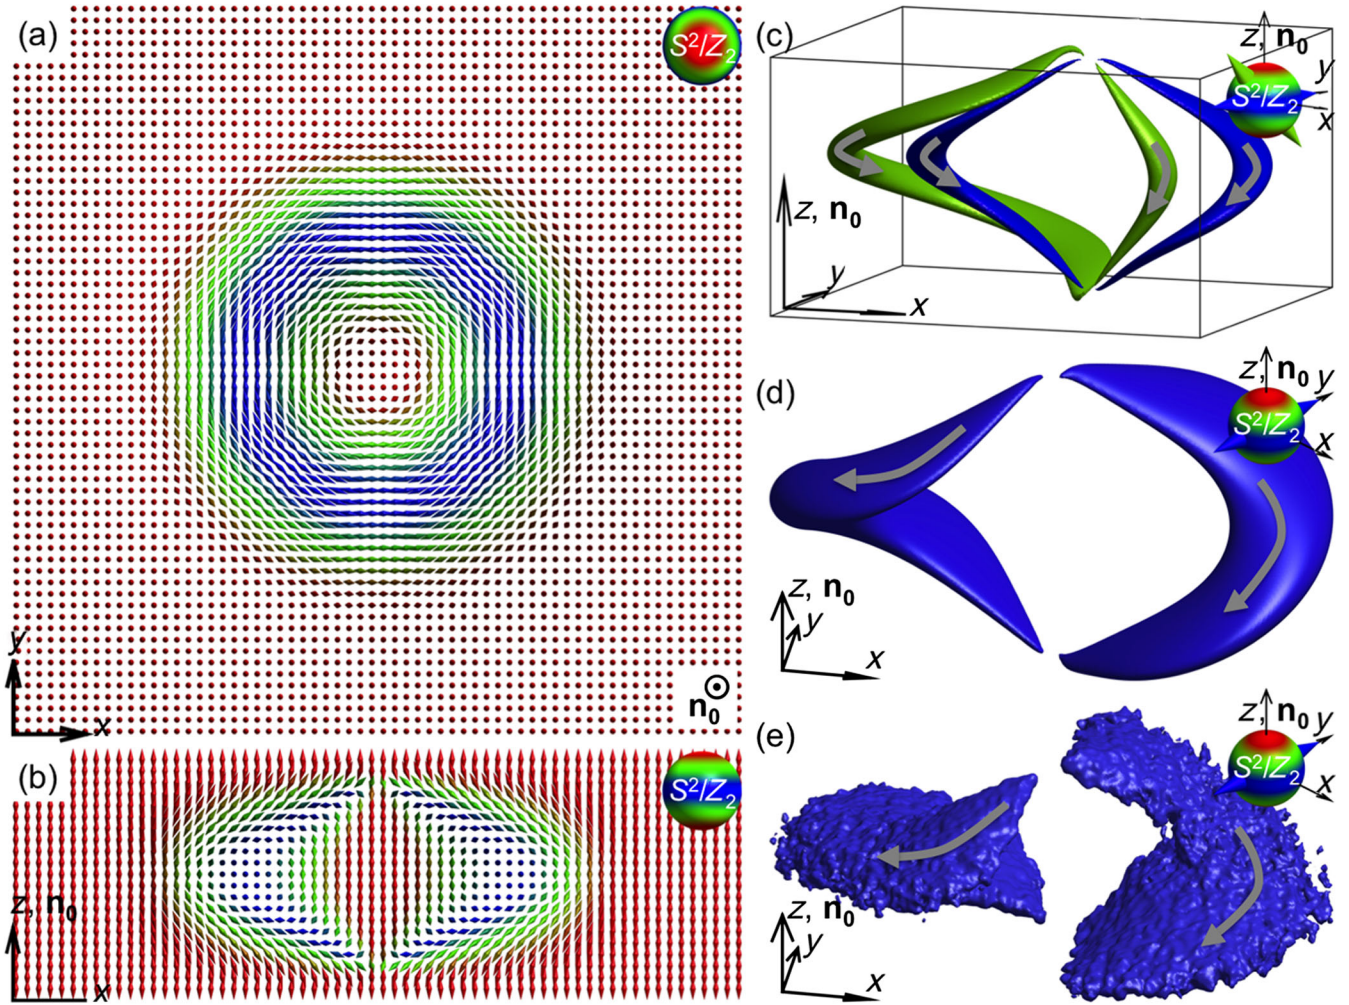 (a)
S²/Z₂
y
x
n₀
(b)
S²/Z₂
z, n₀
x
(c)
z, n₀
y
S²/Z₂
x
z, n₀
y
x
(d)
z, n₀
y
S²/Z₂
x
z, n₀
y
x
(e)
z, n₀
y
S²/Z₂
x
z, n₀
y
x